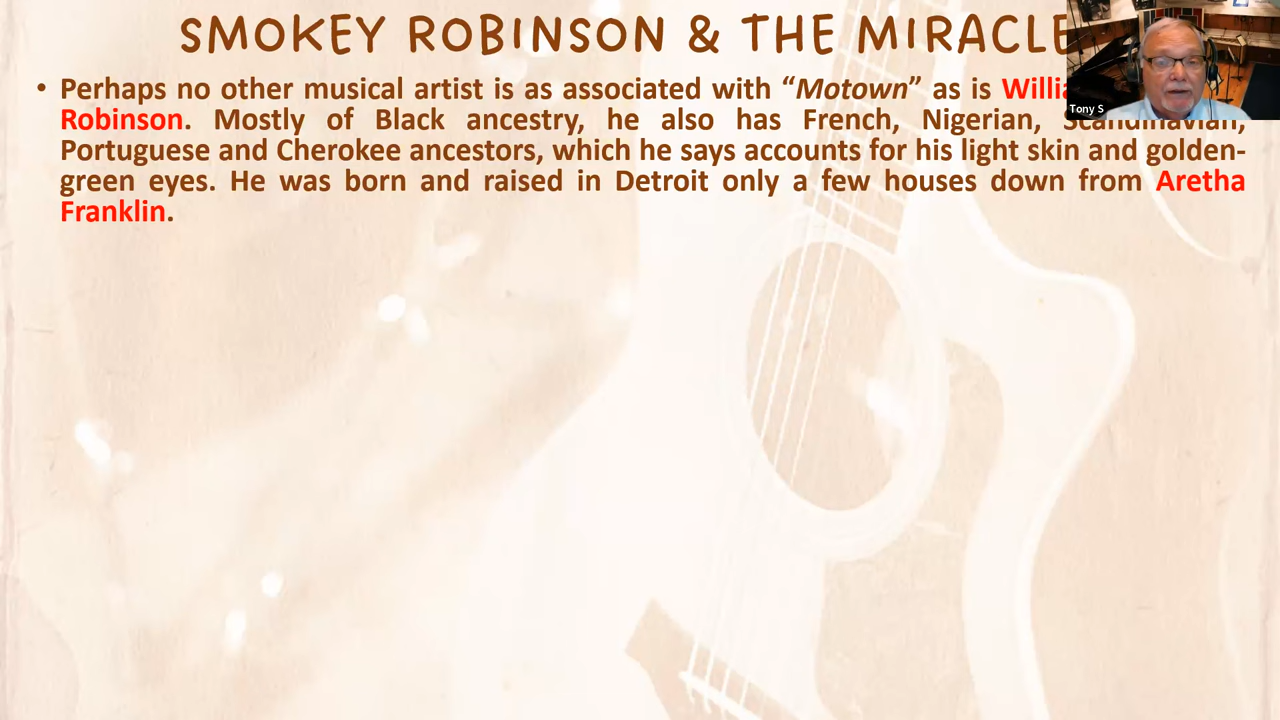 SMOKEY ROBINSON & THE MIRACLE
• Perhaps no other musical artist is as associated with “Motown” as is
Robinson. Mostly of Black ancestry, he also has French, Nigerian, Scandinavian,
Portuguese and Cherokee ancestors, which he says accounts for his light skin and golden-
green eyes. He was born and raised in Detroit only a few houses down from Aretha
Franklin.
Tony S